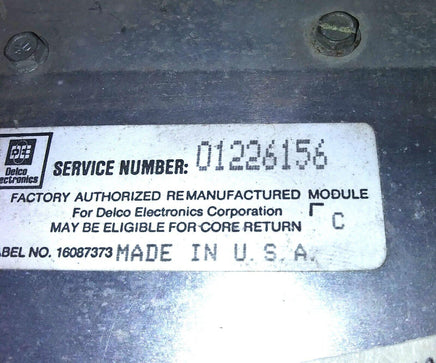 Delco
Electronics
SERVICE NUMBER: 01226156
FACTORY AUTHORIZED REMANUFACTURED MODULE
For Delco Electronics Corporation
MAY BE ELIGIBLE FOR CORE RETURN C
ABEL NO. 16087373 MADE IN U.S.A.